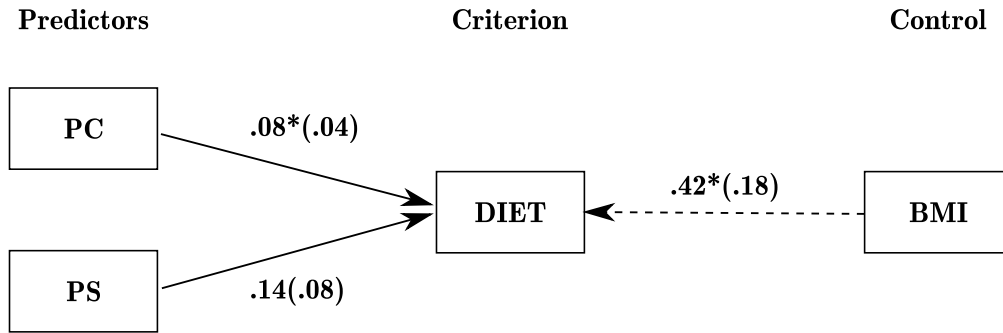 Predictors Criterion Control
PC
.08*(.04)
DIET
.42*(.18)
BMI
PS
.14(.08)